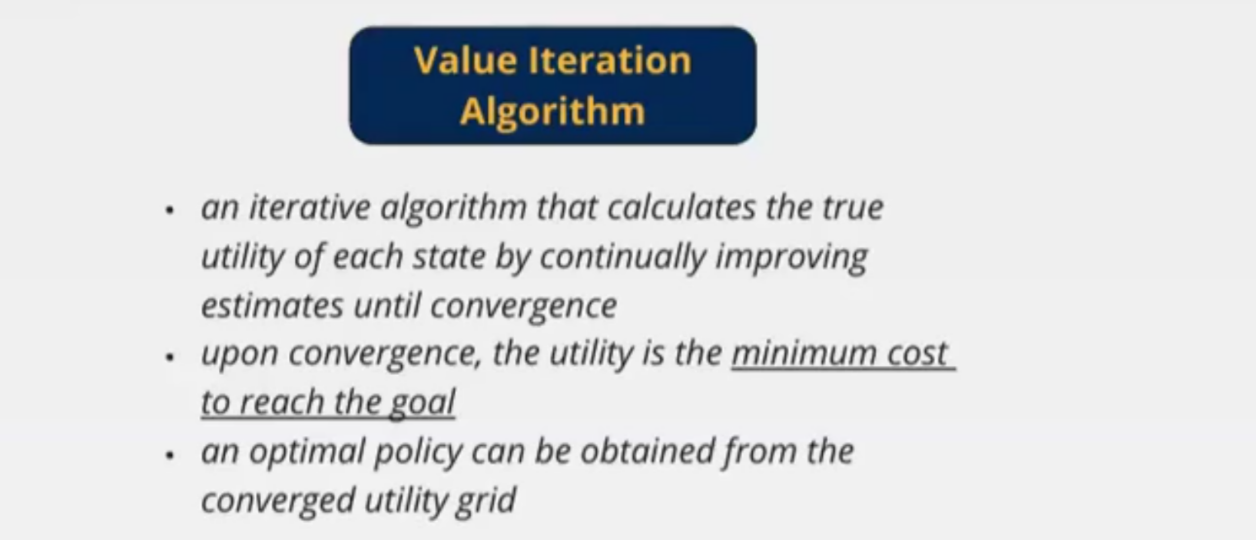 Value Iteration
Algorithm
• an iterative algorithm that calculates the true
utility of each state by continually improving
estimates until convergence
• upon convergence, the utility is the minimum cost
to reach the goal
• an optimal policy can be obtained from the
converged utility grid